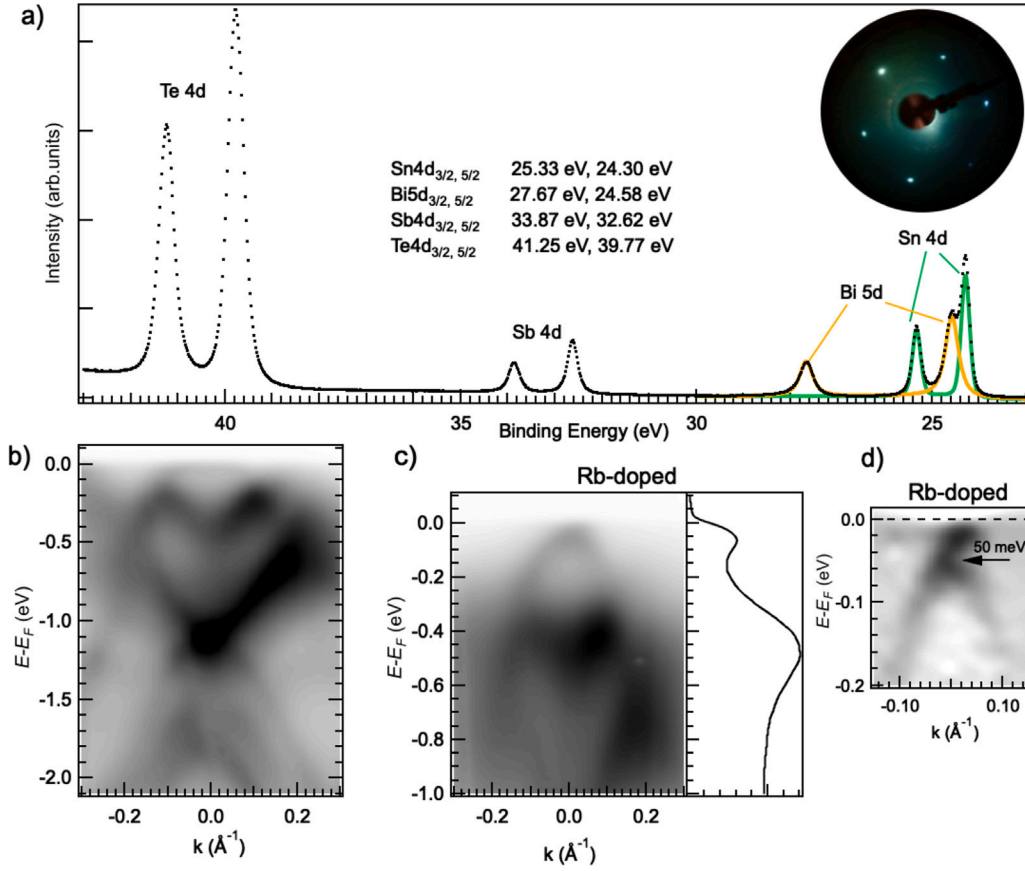 a)
Intensity (arb.units)
Te 4d
Sn4d3/2, 5/2 25.33 eV, 24.30 eV
Bi5d3/2, 5/2 27.67 eV, 24.58 eV
Sb4d3/2, 5/2 33.87 eV, 32.62 eV
Te4d3/2, 5/2 41.25 eV, 39.77 eV
Sn 4d
Bi 5d
Sb 4d
40 35 30 25
Binding Energy (eV)
b)
E-EF (eV)
0.0
-0.5
-1.0
-1.5
-2.0
-0.2 0.0 0.2
k (Å-1)
c)
Rb-doped
E-EF (eV)
0.0
-0.2
-0.4
-0.6
-0.8
-1.0
-0.2 0.0 0.2
k (Å-1)
d)
Rb-doped
E-EF (eV)
0.0
50 meV
-0.1
-0.2
-0.10 0.00 0.10
k (Å-1)